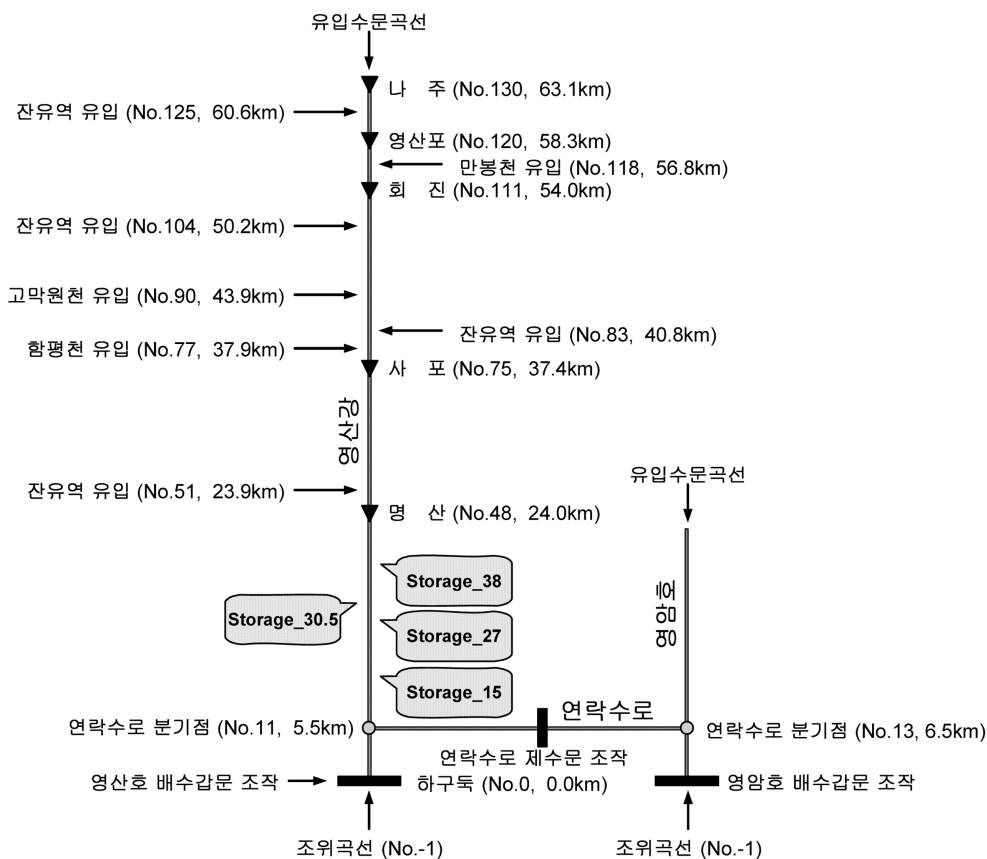 유입수문곡선
나 주 (No.130, 63.1km)
잔유역 유입 (No.125, 60.6km)
영산포 (No.120, 58.3km)
만봉천 유입 (No.118, 56.8km)
회 진 (No.111, 54.0km)
잔유역 유입 (No.104, 50.2km)
고막원천 유입 (No.90, 43.9km)
잔유역 유입 (No.83, 40.8km)
함평천 유입 (No.77, 37.9km)
사 포 (No.75, 37.4km)
영산강
유입수문곡선
잔유역 유입 (No.51, 23.9km)
명 산 (No.48, 24.0km)
Storage_38
Storage_30.5
Storage_27
영암호
Storage_15
연락수로
연락수로 분기점 (No.11, 5.5km)
연락수로 분기점 (No.13, 6.5km)
연락수로 제수문 조작
영산호 배수갑문 조작
하구둑 (No.0, 0.0km)
영암호 배수갑문 조작
조위곡선 (No.-1)
조위곡선 (No.-1)